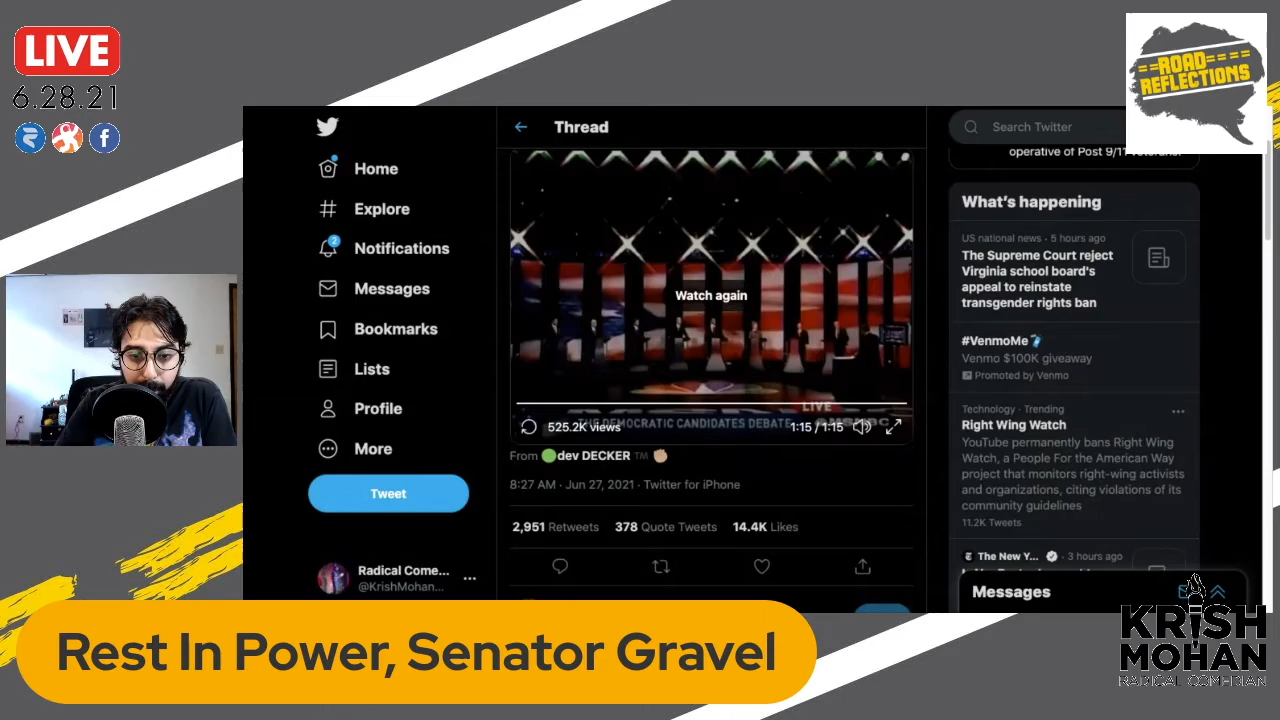 LIVE
6.28.21
==ROAD====
REFLECTIONS
Home
Explore
Notifications
2
Messages
Bookmarks
Lists
Profile
More
Tweet
Radical Come...
@KrishMohan...
Thread
Watch again
LIVE
THE DEMOCRATIC CANDIDATES DEBATE
525.2K views
1:15 / 1:15
From dev DECKER TM
8:27 AM · Jun 27, 2021 · Twitter for iPhone
2,951 Retweets 378 Quote Tweets 14.4K Likes
Search Twitter
operative of Post 9/11 veterans.
What's happening
US national news · 5 hours ago
The Supreme Court reject
Virginia school board's
appeal to reinstate
transgender rights ban
#VenmoMe
Venmo $100K giveaway
Promoted by Venmo
Technology · Trending
Right Wing Watch
YouTube permanently bans Right Wing
Watch, a People For the American Way
project that monitors right-wing activists
and organizations, citing violations of its
community guidelines
11.2K Tweets
The New Y... · 3 hours ago
Messages
Rest In Power, Senator Gravel
KRISH
MOHAN
RADICAL COMEDIAN